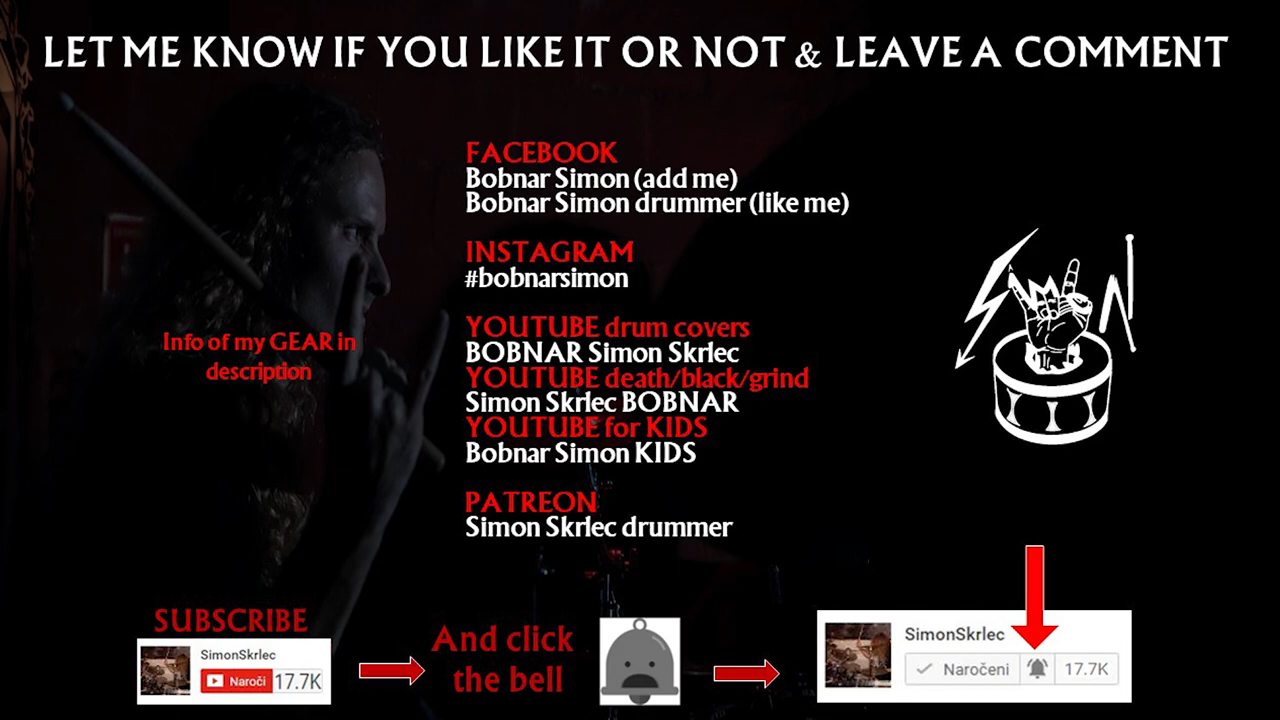 LET ME KNOW IF YOU LIKE IT OR NOT & LEAVE A COMMENT
FACEBOOK
Bobnar Simon (add me)
Bobnar Simon drummer (like me)
INSTAGRAM
#bobnarsimon
YOUTUBE drum covers
BOBNAR Simon Skrlec
YOUTUBE death/black/grind
Simon Skrlec BOBNAR
YOUTUBE for KIDS
Bobnar Simon KIDS
PATREON
Simon Skrlec drummer
Info of my GEAR in
description
SIMON
SUBSCRIBE
SimonSkrlec
Naroči 17.7K
And click
the bell
SimonSkrlec
Naročeni 17.7K